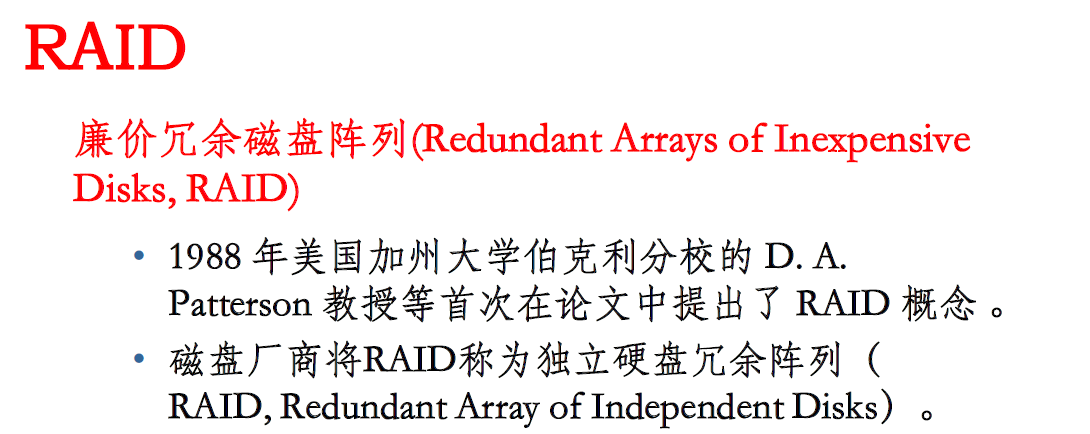 RAID
廉价冗余磁盘阵列(Redundant Arrays of Inexpensive
Disks, RAID)
• 1988 年美国加州大学伯克利分校的 D. A.
Patterson 教授等首次在论文中提出了 RAID 概念 。
• 磁盘厂商将RAID称为独立硬盘冗余阵列（
RAID, Redundant Array of Independent Disks）。